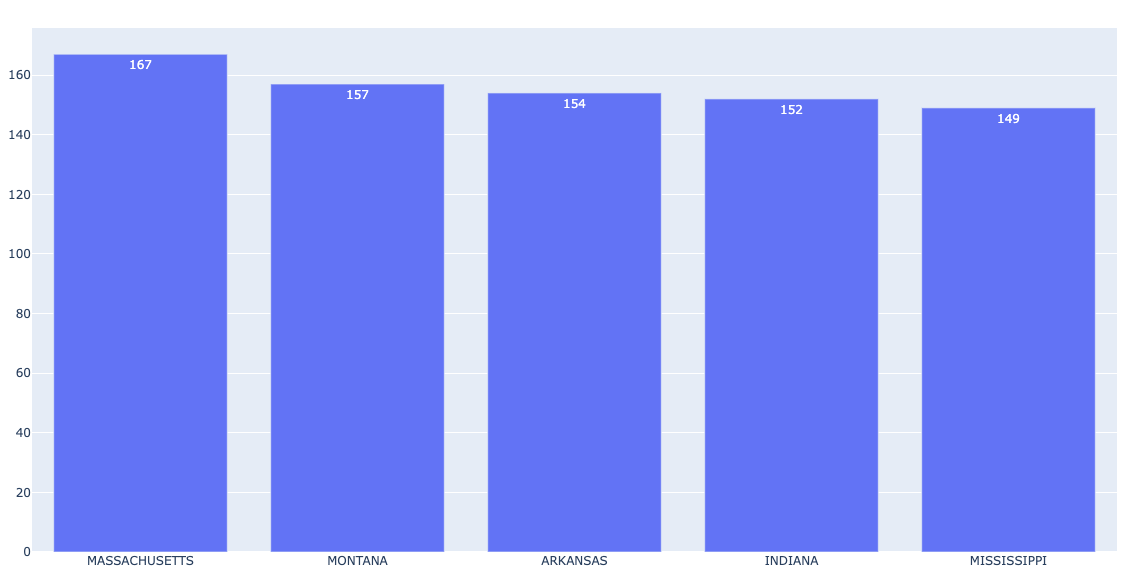 160
140
120
100
80
60
40
20
0
167
157
154
152
149
MASSACHUSETTS
MONTANA
ARKANSAS
INDIANA
MISSISSIPPI